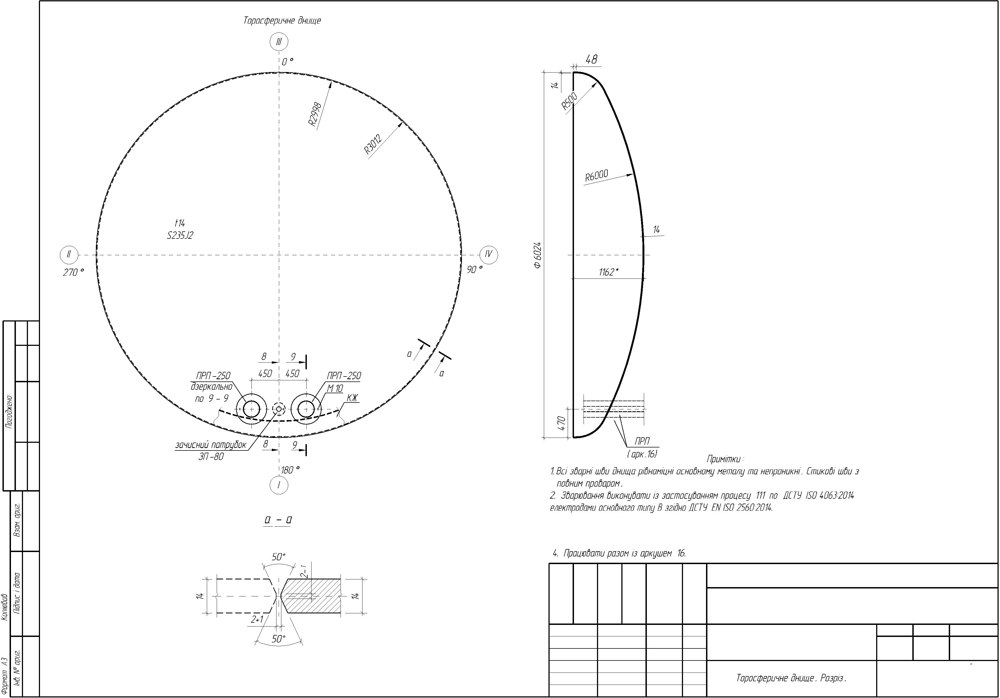 Торосферичне днище
III
0°
R2998
R3012
t14
S235J2
II
270°
IV
90°
8
9
450
450
ПРП-250
дзеркально
по 9 - 9
ПРП-250
М10
КЖ
а
а
зачисний патрубок
ЗП-80
8
9
180°
I
48
14
R500
R6000
14
Ф6024
1162*
470
ПРП
(арк.16)
а - а
50°
2-1
14
14
2+1
50°
Примітки:
1. Всі зварні шви днища рівноміцні основному металу та непроникні. Стикові шви з
повним проваром.
2. Зварювання виконувати із застосуванням процесу 111 по ДСТУ ISO 4063:2014
електродами основного типу В згідно ДСТУ EN ISO 2560:2014.
4. Працювати разом із аркушем 16.
Торосферичне днище. Розріз.
Погоджено:
Взам. ориг.
Підпис і дата
Інв. № ориг.
Копіював
Формат А3